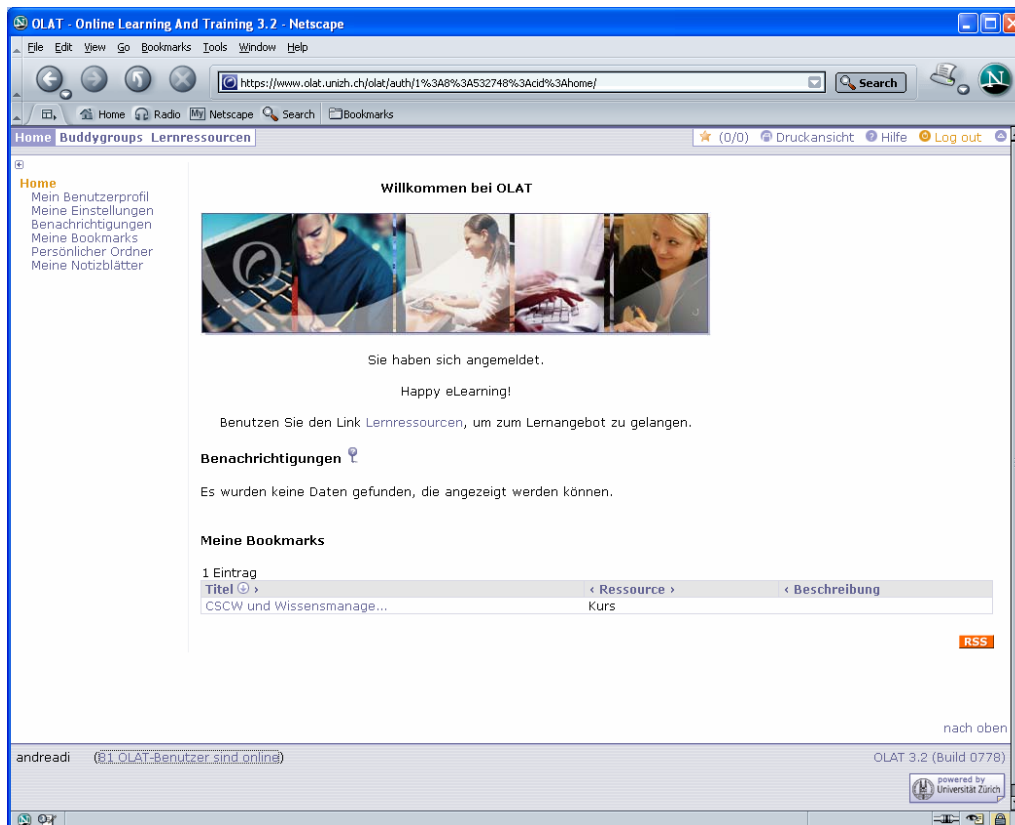 OLAT - Online Learning And Training 3.2 - Netscape
File Edit View Go Bookmarks Tools Window Help
https://www.olat.unizh.ch/olat/auth/1%3A8%3A532748%3Acid%3Ahome/ Search
Home Radio My Netscape Search Bookmarks
Home Buddygroups Lernressourcen (0/0) Druckansicht Hilfe Log out
Home
Mein Benutzerprofil
Meine Einstellungen
Benachrichtigungen
Meine Bookmarks
Persönlicher Ordner
Meine Notizblätter
Willkommen bei OLAT
Sie haben sich angemeldet.
Happy eLearning!
Benutzen Sie den Link Lernressourcen, um zum Lernangebot zu gelangen.
Benachrichtigungen
Es wurden keine Daten gefunden, die angezeigt werden können.
Meine Bookmarks
1 Eintrag
Titel › ‹ Ressource › ‹ Beschreibung
CSCW und Wissensmanage... Kurs
RSS
nach oben
andreadi (81 OLAT-Benutzer sind online) OLAT 3.2 (Build 0778)
powered by
Universität Zürich